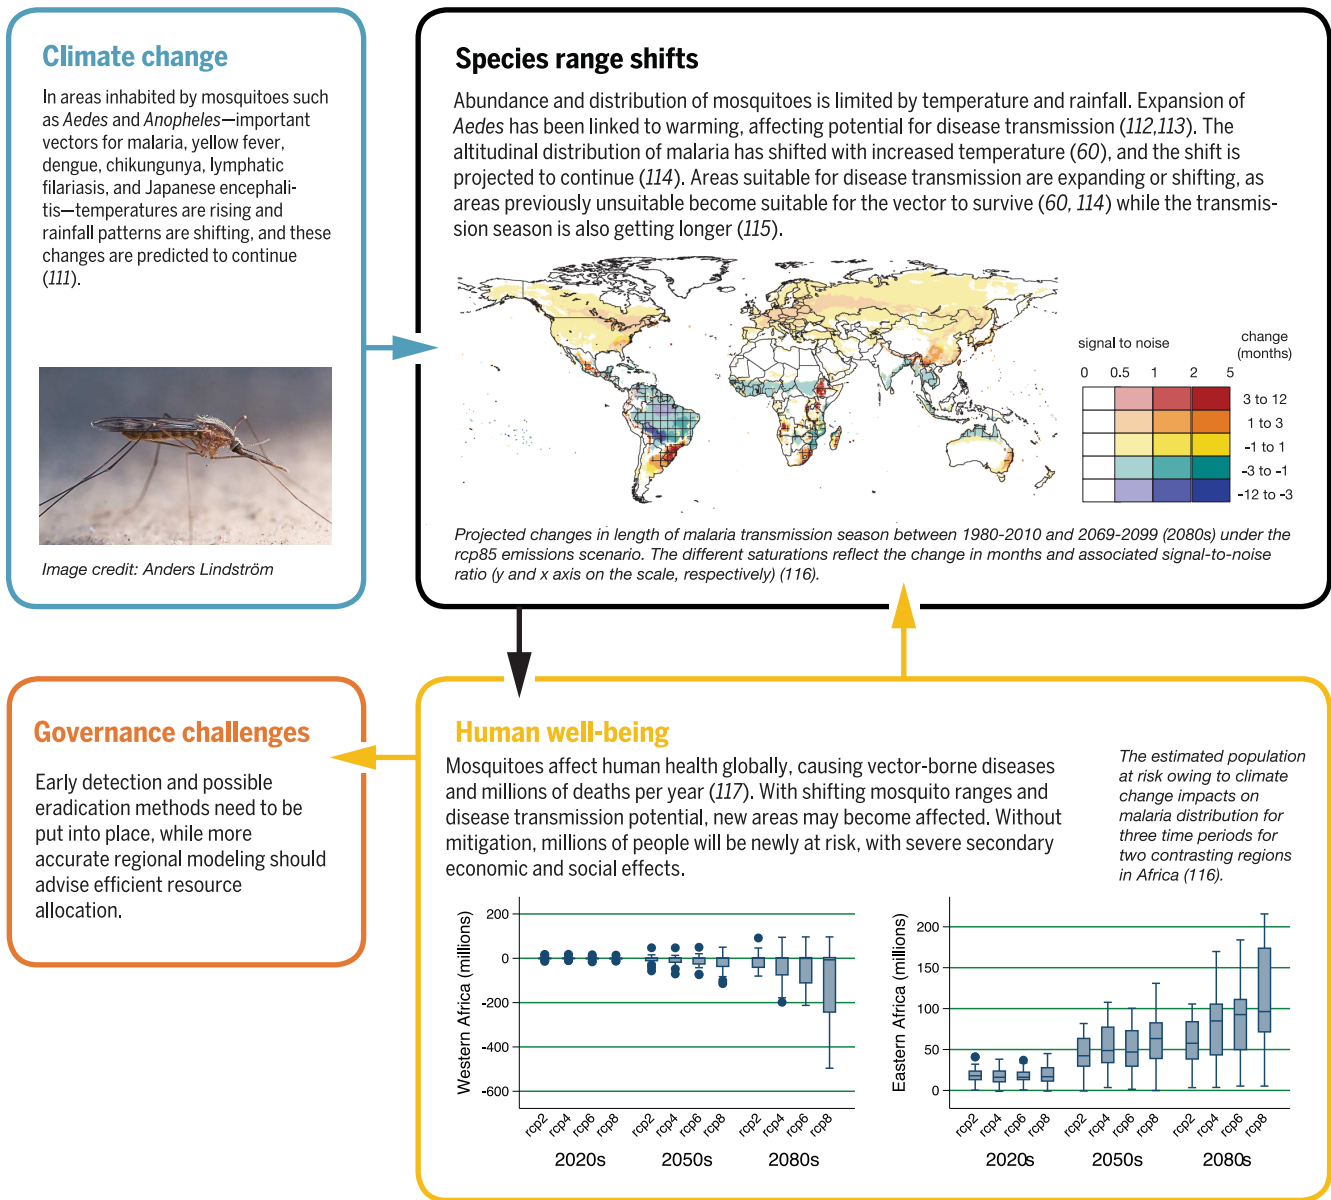 Climate change
In areas inhabited by mosquitoes such
as Aedes and Anopheles—important
vectors for malaria, yellow fever,
dengue, chikungunya, lymphatic
filariasis, and Japanese encephali-
tis—temperatures are rising and
rainfall patterns are shifting, and these
changes are predicted to continue
(111).
Image credit: Anders Lindström
Species range shifts
Abundance and distribution of mosquitoes is limited by temperature and rainfall. Expansion of
Aedes has been linked to warming, affecting potential for disease transmission (112,113). The
altitudinal distribution of malaria has shifted with increased temperature (60), and the shift is
projected to continue (114). Areas suitable for disease transmission are expanding or shifting, as
areas previously unsuitable become suitable for the vector to survive (60, 114) while the transmis-
sion season is also getting longer (115).
signal to noise
change
(months)
0 0.5 1 2 5
3 to 12
1 to 3
-1 to 1
-3 to -1
-12 to -3
Projected changes in length of malaria transmission season between 1980-2010 and 2069-2099 (2080s) under the
rcp85 emissions scenario. The different saturations reflect the change in months and associated signal-to-noise
ratio (y and x axis on the scale, respectively) (116).
Governance challenges
Early detection and possible
eradication methods need to be
put into place, while more
accurate regional modeling should
advise efficient resource
allocation.
Human well-being
Mosquitoes affect human health globally, causing vector-borne diseases
and millions of deaths per year (117). With shifting mosquito ranges and
disease transmission potential, new areas may become affected. Without
mitigation, millions of people will be newly at risk, with severe secondary
economic and social effects.
The estimated population
at risk owing to climate
change impacts on
malaria distribution for
three time periods for
two contrasting regions
in Africa (116).
Western Africa (millions)
200
0
-200
-400
-600
rcp2 rcp4 rcp6 rcp8 rcp2 rcp4 rcp6 rcp8 rcp2 rcp4 rcp6 rcp8
2020s 2050s 2080s
Eastern Africa (millions)
200
150
100
50
0
rcp2 rcp4 rcp6 rcp8 rcp2 rcp4 rcp6 rcp8 rcp2 rcp4 rcp6 rcp8
2020s 2050s 2080s